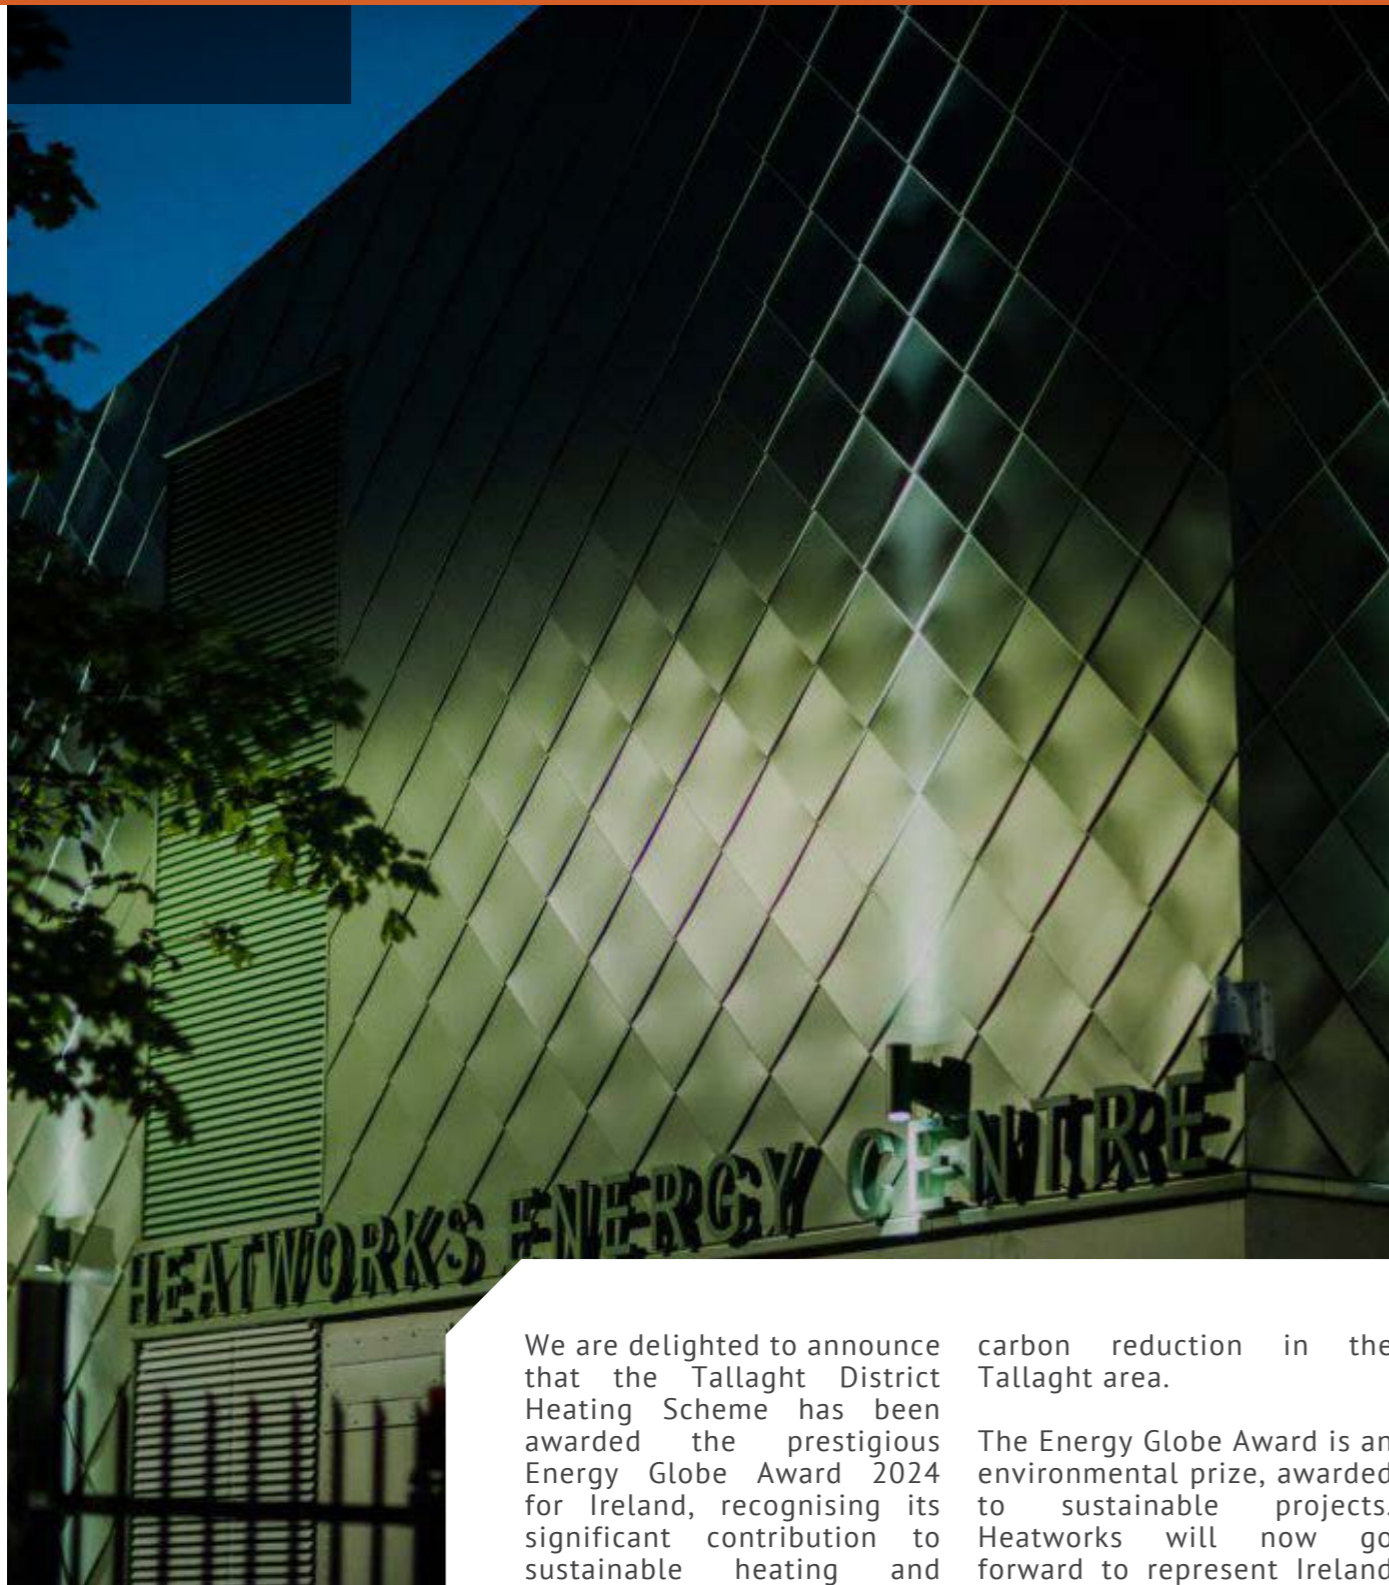 HEATWORKS ENERGY CENTRE
We are delighted to announce
that the Tallaght District
Heating Scheme has been
awarded the prestigious
Energy Globe Award 2024
for Ireland, recognising its
significant contribution to
sustainable heating and
carbon reduction in the
Tallaght area.
The Energy Globe Award is an
environmental prize, awarded
to sustainable projects.
Heatworks will now go
forward to represent Ireland